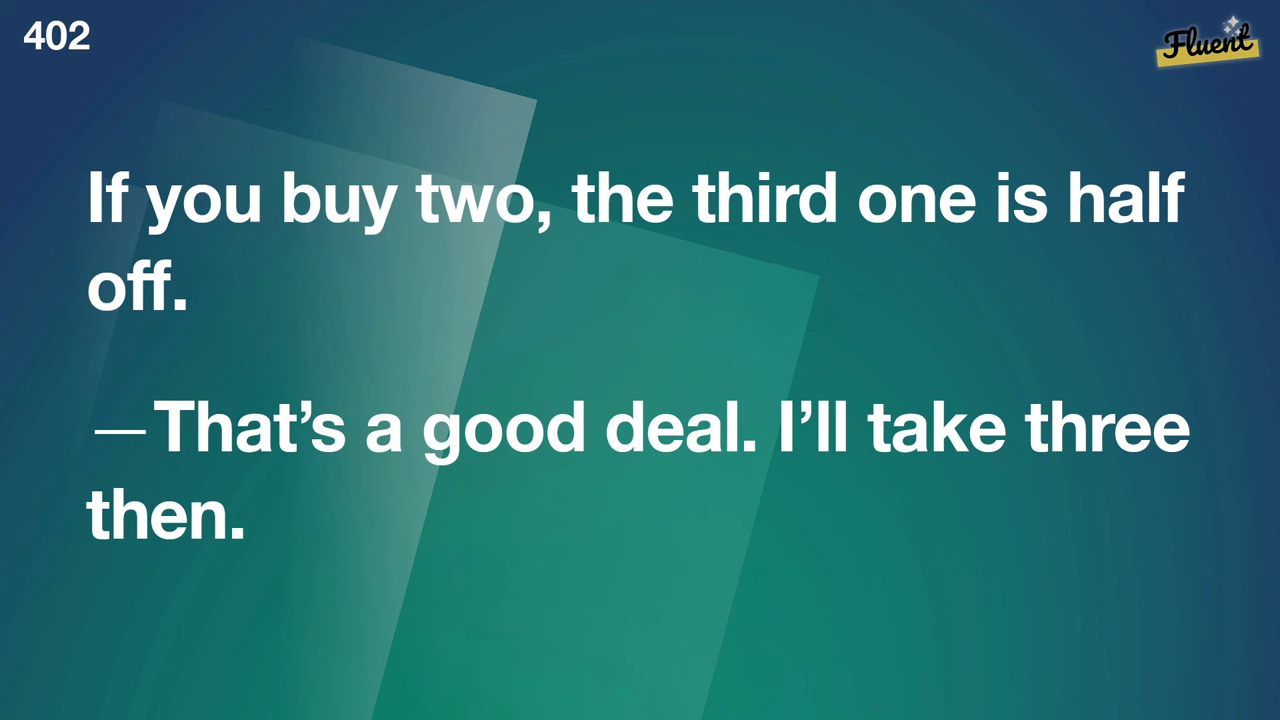 402
Fluent
If you buy two, the third one is half
off.
—That’s a good deal. I’ll take three
then.